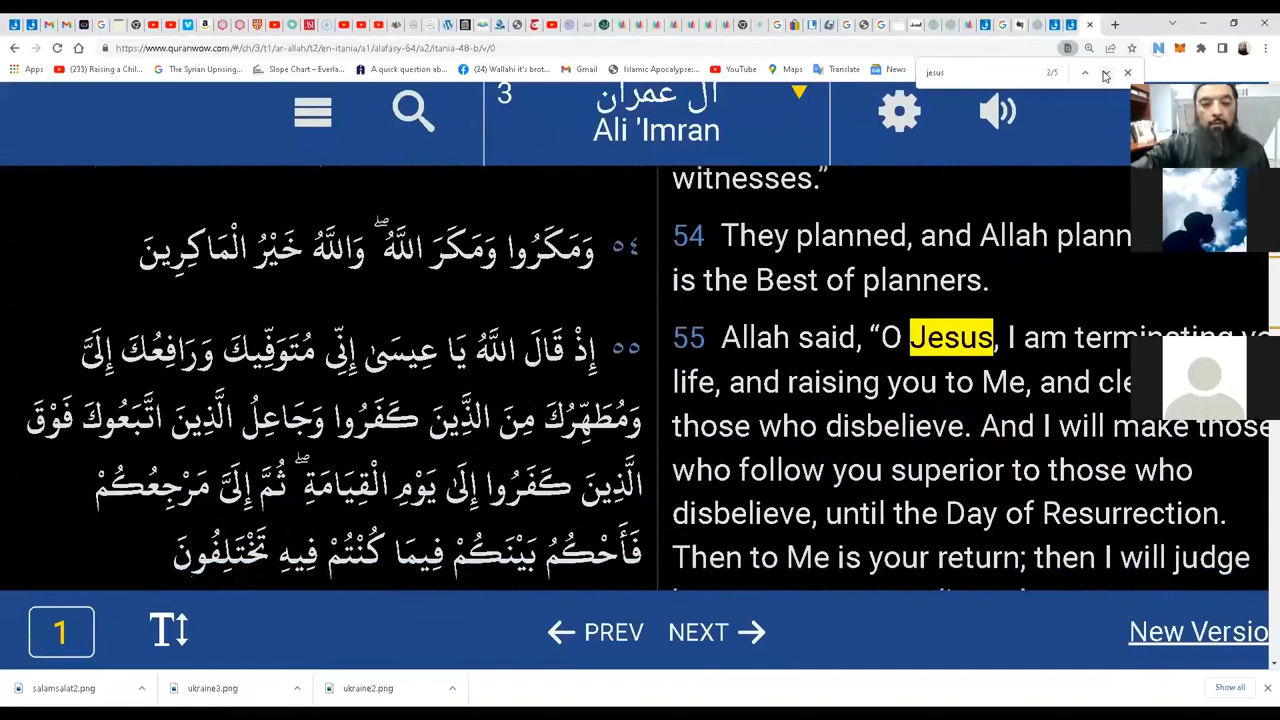 https://www.quranwow.com/#/ch/3/t1/ar-allah/t2/en-itania/a1/alafasy-64/a2/itania-48-b/v/0
Apps
(233) Raising a Chil...
The Syrian Uprising...
Slope Chart – Everla...
A quick question ab...
(24) Wallahi it's brot...
Gmail
Islamic Apocalypse:...
YouTube
Maps
Translate
News
jesus
2/5
3
آل عمران
Ali 'Imran
witnesses.”
٥٤ وَمَكَرُوا وَمَكَرَ اللَّهُ ۖ وَاللَّهُ خَيْرُ الْمَاكِرِينَ
54 They planned, and Allah plann
is the Best of planners.
٥٥ إِذْ قَالَ اللَّهُ يَا عِيسَىٰ إِنِّي مُتَوَفِّيكَ وَرَافِعُكَ إِلَيَّ
وَمُطَهِّرُكَ مِنَ الَّذِينَ كَفَرُوا وَجَاعِلُ الَّذِينَ اتَّبَعُوكَ فَوْقَ
الَّذِينَ كَفَرُوا إِلَىٰ يَوْمِ الْقِيَامَةِ ۖ ثُمَّ إِلَيَّ مَرْجِعُكُمْ
فَأَحْكُمُ بَيْنَكُمْ فِيمَا كُنْتُمْ فِيهِ تَخْتَلِفُونَ
55 Allah said, “O Jesus, I am terminating
life, and raising you to Me, and cle
those who disbelieve. And I will make those
who follow you superior to those who
disbelieve, until the Day of Resurrection.
Then to Me is your return; then I will judge
1
PREV
NEXT
New Versio
salamsalat2.png
ukraine3.png
ukraine2.png
Show all